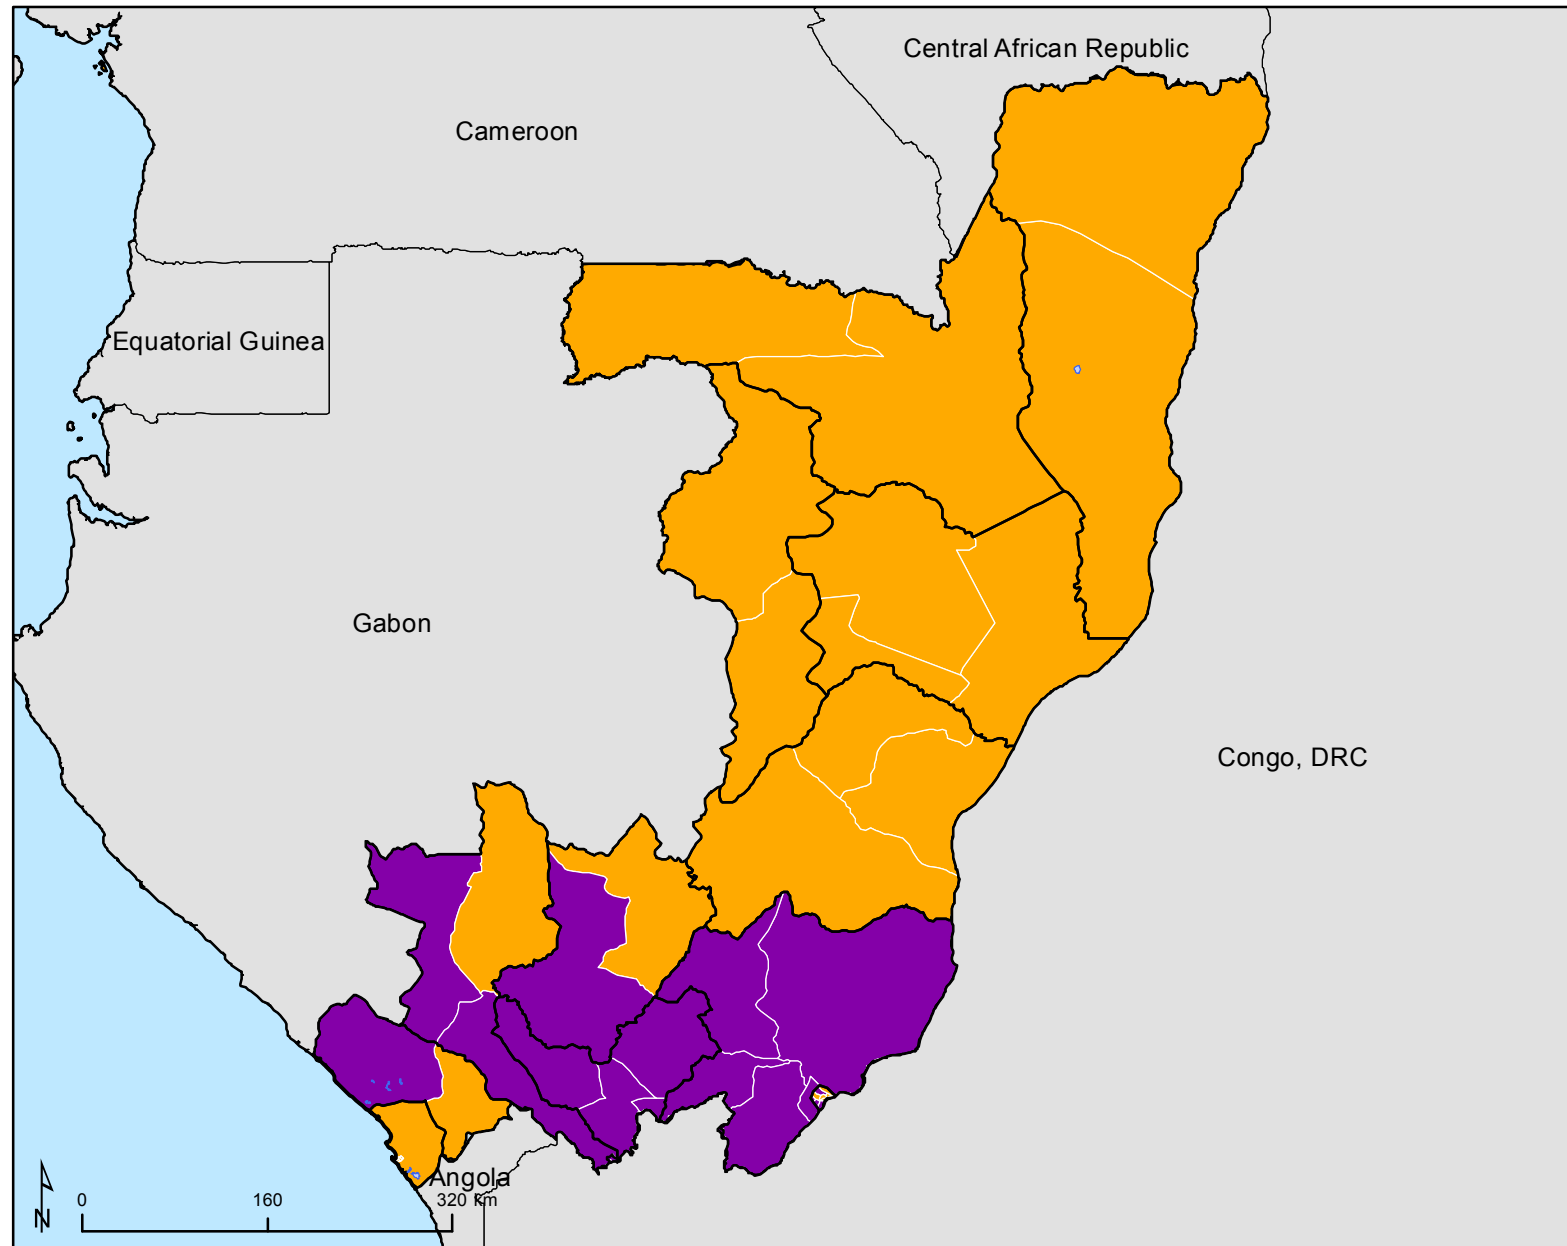 Central African Republic
Cameroon
Equatorial Guinea
Gabon
Congo, DRC
Angola
0 160 320 km
N